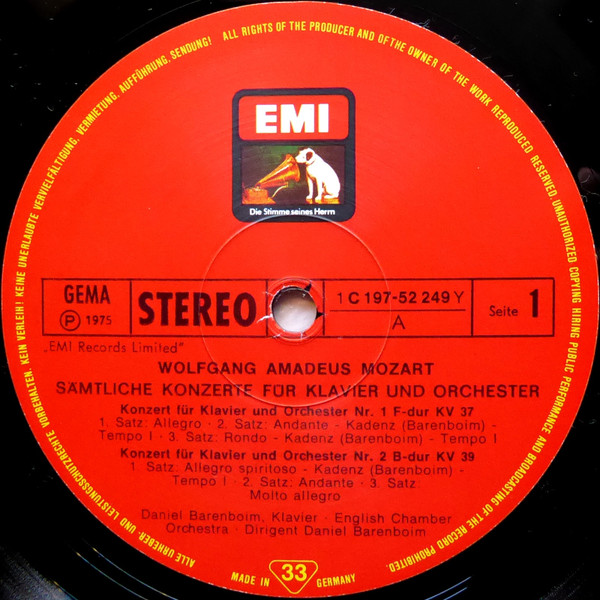 ALLE URHEBER UND LEISTUNGSSCHUTZRECHTE VORBEHALTEN. KEIN VERLEIH! KEINE UNERLAUBTE VERVIELFÄLTIGUNG, VERMIETUNG, AUFFÜHRUNG, SENDUNG! ALL RIGHTS OF THE PRODUCER AND OF THE OWNER OF THE WORK REPRODUCED RESERVED. UNAUTHORIZED COPYING HIRING PUBLIC PERFORMANCE AND BROADCASTING OF THE RECORD PROHIBITED.
EMI
Die Stimme seines Herrn
GEMA
Ⓟ 1975
STEREO
1 C 197-52 249 Y
A
Seite 1
„EMI Records Limited"
WOLFGANG AMADEUS MOZART
SÄMTLICHE KONZERTE FÜR KLAVIER UND ORCHESTER
Konzert für Klavier und Orchester Nr. 1 F-dur KV 37
1. Satz: Allegro · 2. Satz: Andante - Kadenz (Barenboim) -
Tempo I · 3. Satz: Rondo - Kadenz (Barenboim) - Tempo I
Konzert für Klavier und Orchester Nr. 2 B-dur KV 39
1. Satz: Allegro spiritoso - Kadenz (Barenboim) -
Tempo I · 2. Satz: Andante · 3. Satz:
Molto allegro
Daniel Barenboim, Klavier · English Chamber
Orchestra · Dirigent Daniel Barenboim
MADE IN 33 GERMANY